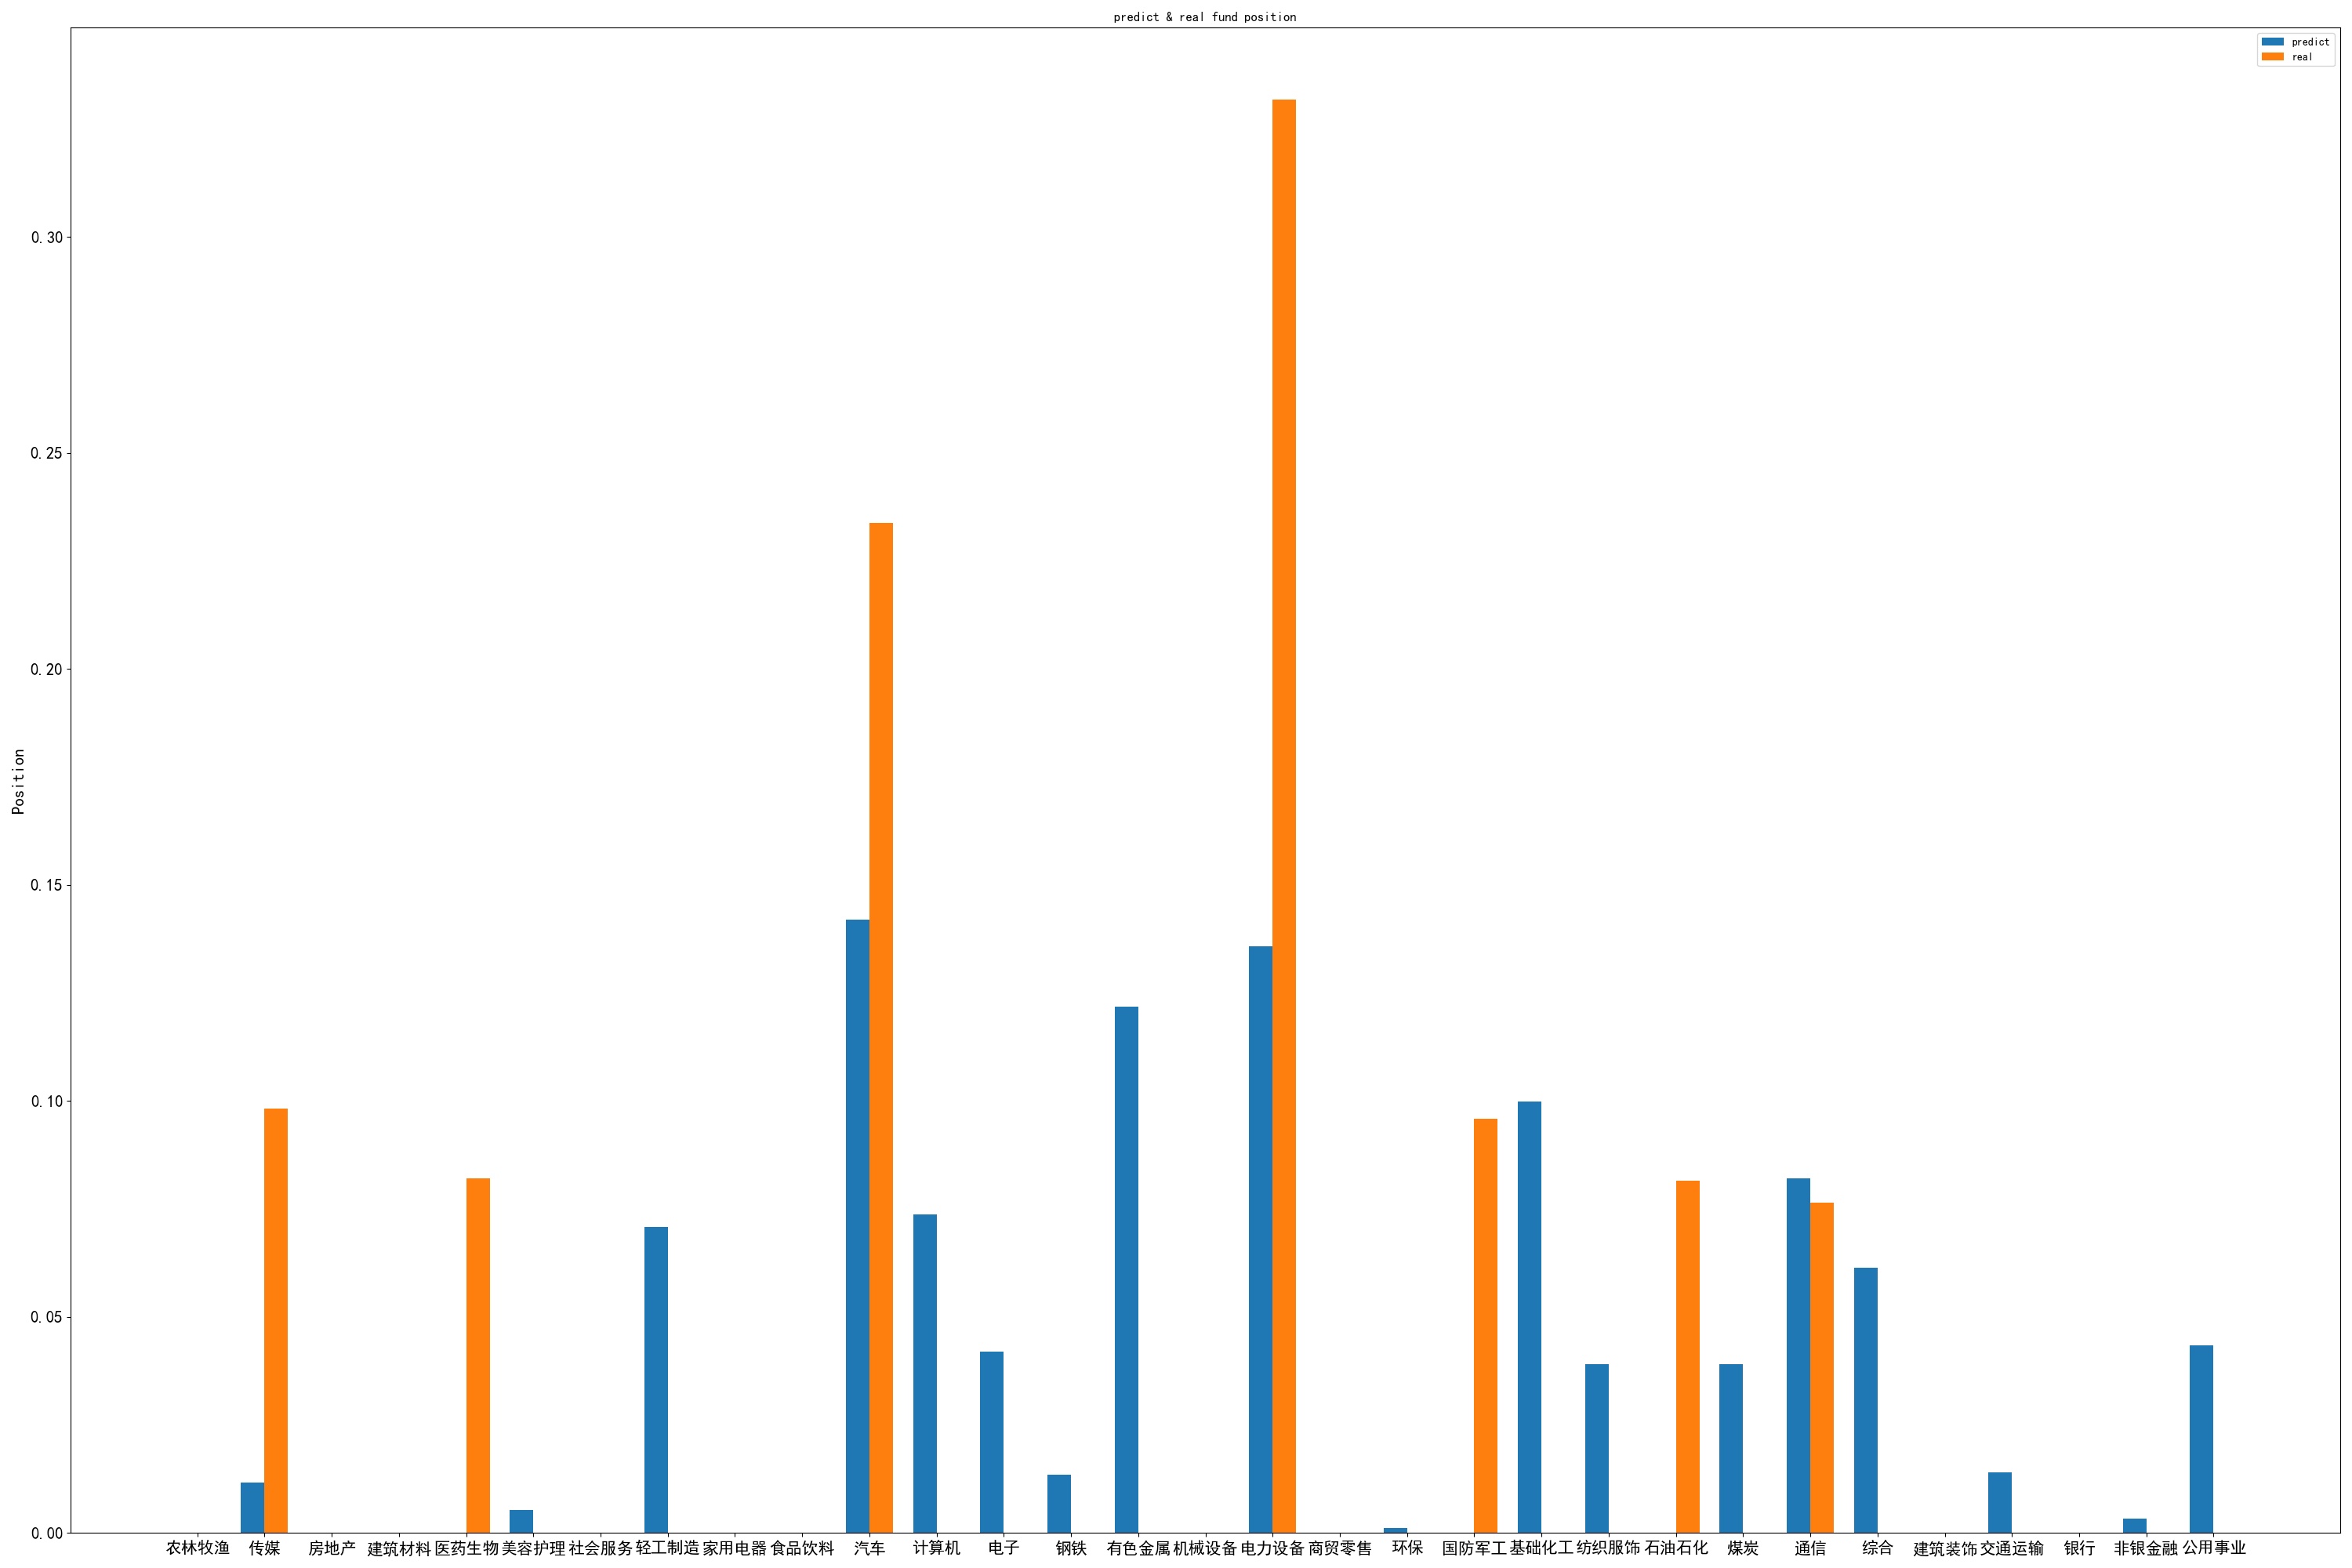 predict & real fund position
predict
real
0.30
0.25
0.20
0.15
0.10
0.05
0.00
Position
农林牧渔 传媒 房地产 建筑材料 医药生物 美容护理 社会服务 轻工制造 家用电器 食品饮料 汽车 计算机 电子 钢铁 有色金属 机械设备 电力设备 商贸零售 环保 国防军工 基础化工 纺织服饰 石油石化 煤炭 通信 综合 建筑装饰 交通运输 银行 非银金融 公用事业